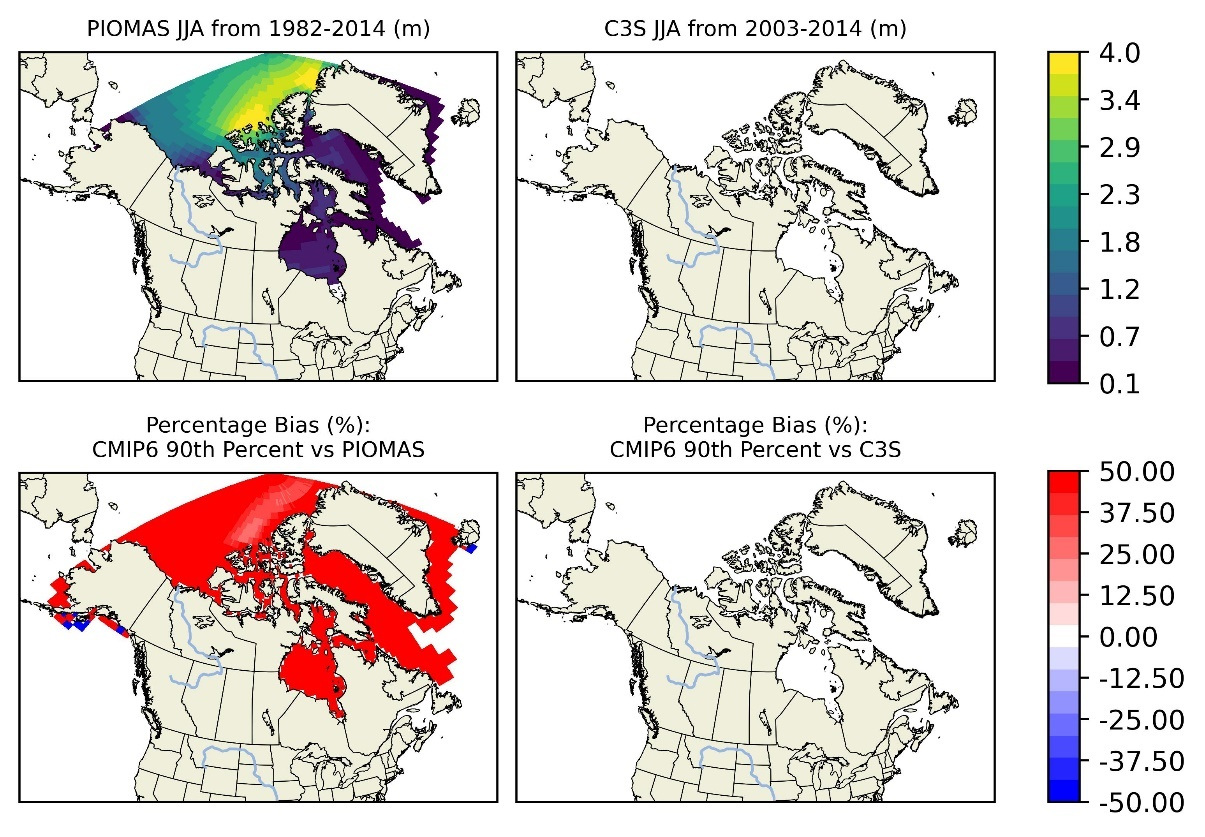 PIOMAS JJA from 1982-2014 (m)
C3S JJA from 2003-2014 (m)
4.0
3.4
2.9
2.3
1.8
1.2
0.7
0.1
Percentage Bias (%):
CMIP6 90th Percent vs PIOMAS
Percentage Bias (%):
CMIP6 90th Percent vs C3S
50.00
37.50
25.00
12.50
0.00
-12.50
-25.00
-37.50
-50.00